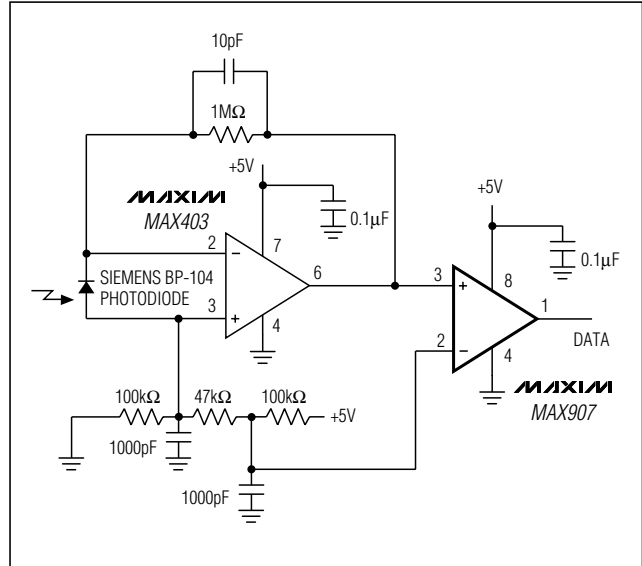 10pF
1MΩ
+5V
MAXIM
MAX403
0.1µF
+5V
0.1µF
2
7
−
6
SIEMENS BP-104
PHOTODIODE
3
+
4
3
+
8
1
2
−
4
DATA
MAXIM
MAX907
100kΩ
47kΩ
100kΩ
+5V
1000pF
1000pF